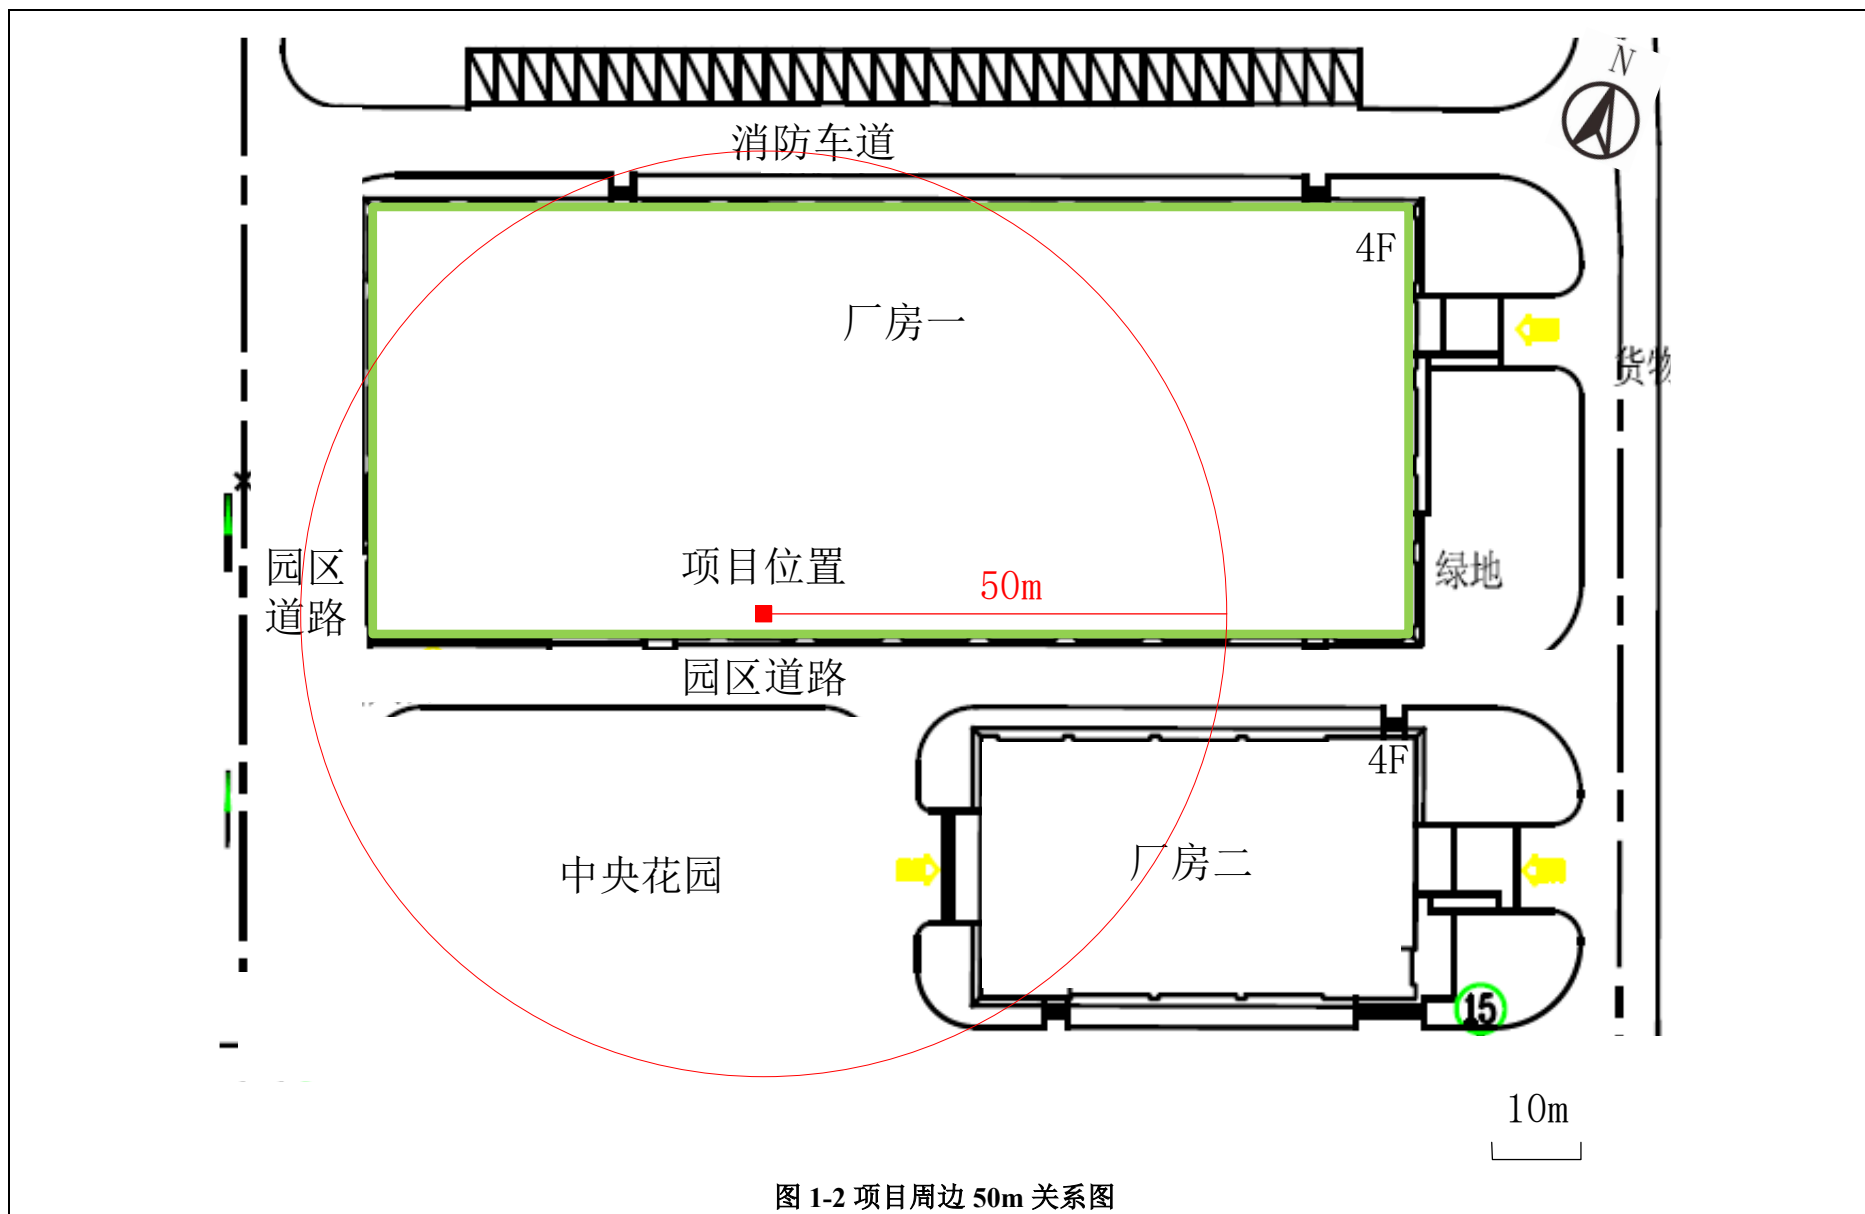 N
消防车道
4F
厂房一
货物
项目位置
50m
园区
道路
绿地
园区道路
4F
厂房二
中央花园
15
10m
图 1-2 项目周边 50m 关系图